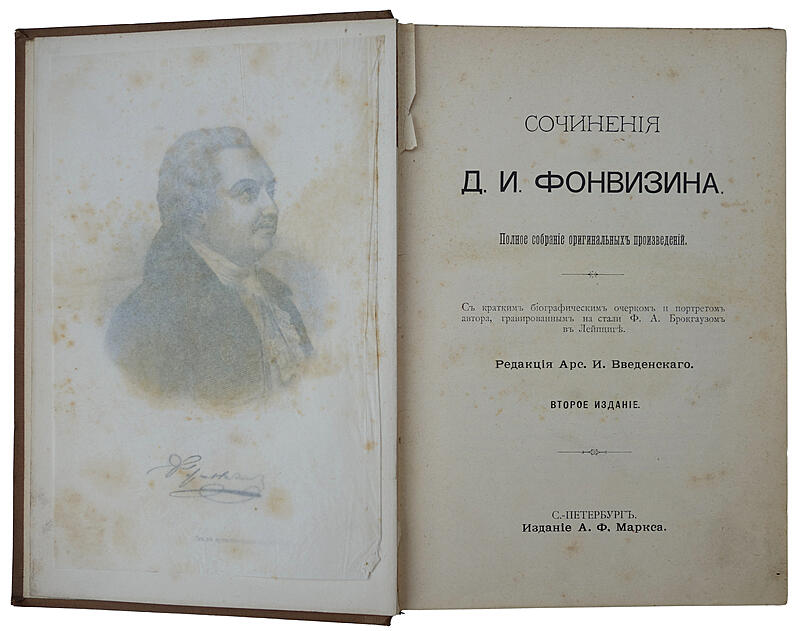 СОЧИНЕНІЯ
Д. И. ФОНВИЗИНА.
Полное собраніе оригинальныхъ произведеній.
Съ краткимъ біографическимъ очеркомъ и портретомъ
автора, гравированнымъ на стали Ф. А. Брокгаузомъ
въ Лейпцигѣ.
Редакція Арс. И. Введенскаго.
ВТОРОЕ ИЗДАНІЕ.
С.-ПЕТЕРБУРГЪ.
Изданіе А. Ф. Маркса.